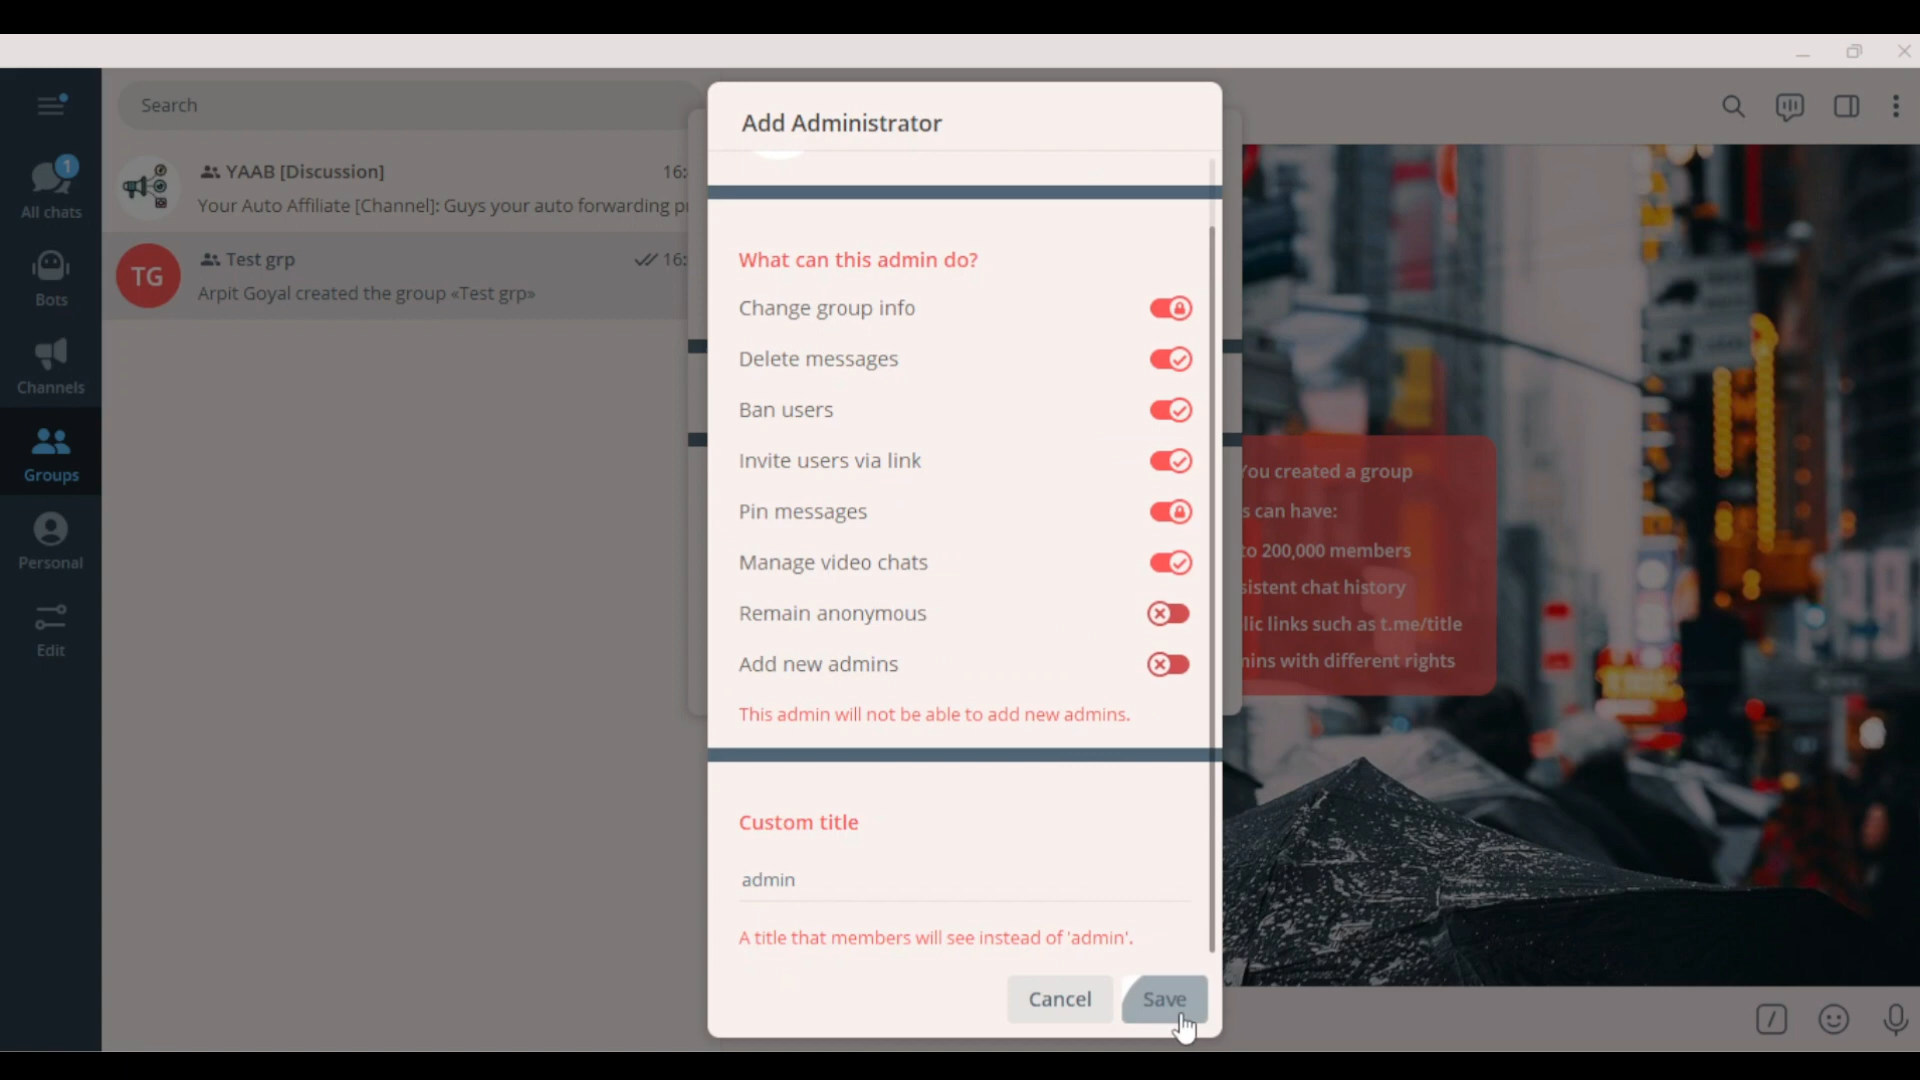 Search
All chats
1
Bots
Channels
Groups
Personal
Edit
YAAB [Discussion]
16:
Your Auto Affiliate [Channel]: Guys your auto forwarding
TG
Test grp
16:
Arpit Goyal created the group «Test grp»
Add Administrator
What can this admin do?
Change group info
Delete messages
Ban users
Invite users via link
Pin messages
Manage video chats
Remain anonymous
Add new admins
This admin will not be able to add new admins.
Custom title
admin
A title that members will see instead of 'admin'.
Cancel
Save
You created a group
can have:
to 200,000 members
sistent chat history
lic links such as t.me/title
ins with different rights